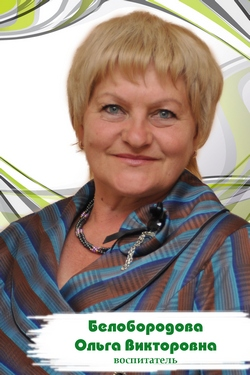 Белобородова
Ольга Викторовна
воспитатель